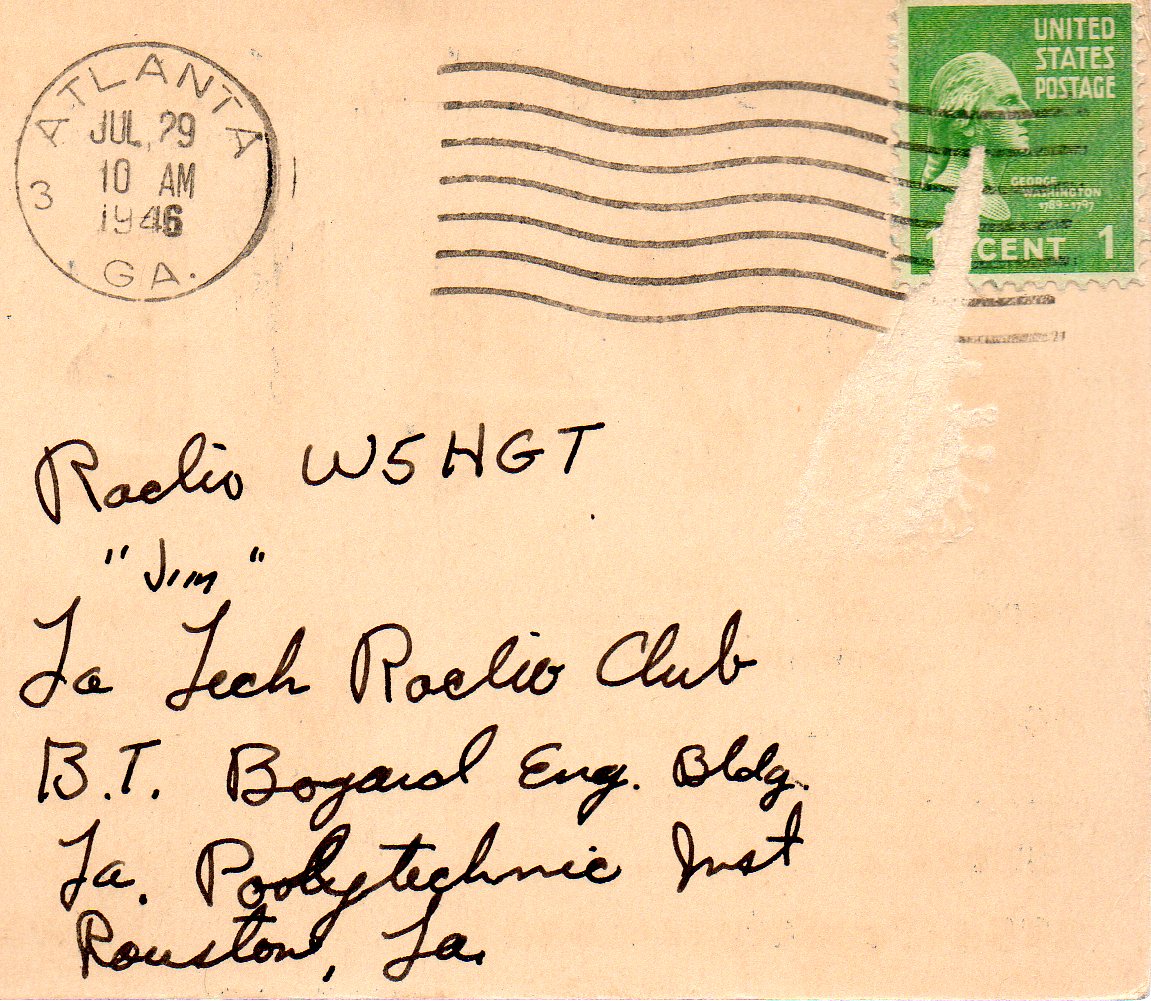 ATLANTA
JUL 29
10 AM
1946
3
GA.
UNITED
STATES
POSTAGE
GEORGE
WASHINGTON
1789-1797
1 CENT 1
Radio W5HGT
"Jim"
La Tech Radio Club
B.T. Bogard Eng. Bldg.
La. Poolytechnic Inst
Rouston, La.